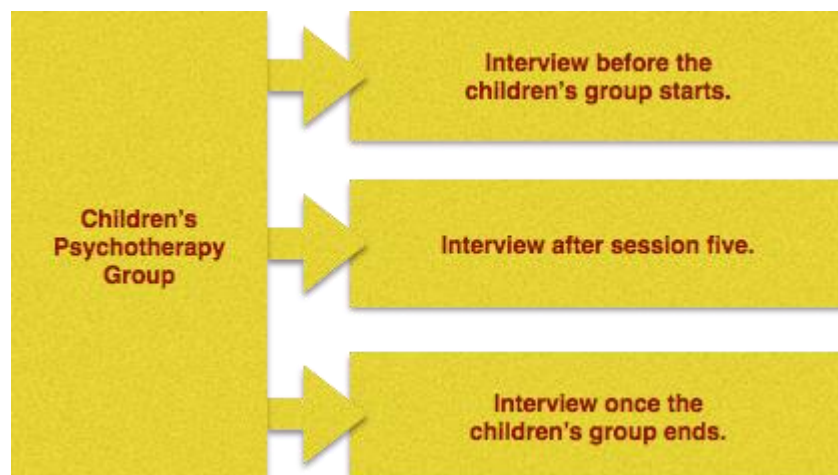 Children's
Psychotherapy
Group
Interview before the
children's group starts.
Interview after session five.
Interview once the
children's group ends.